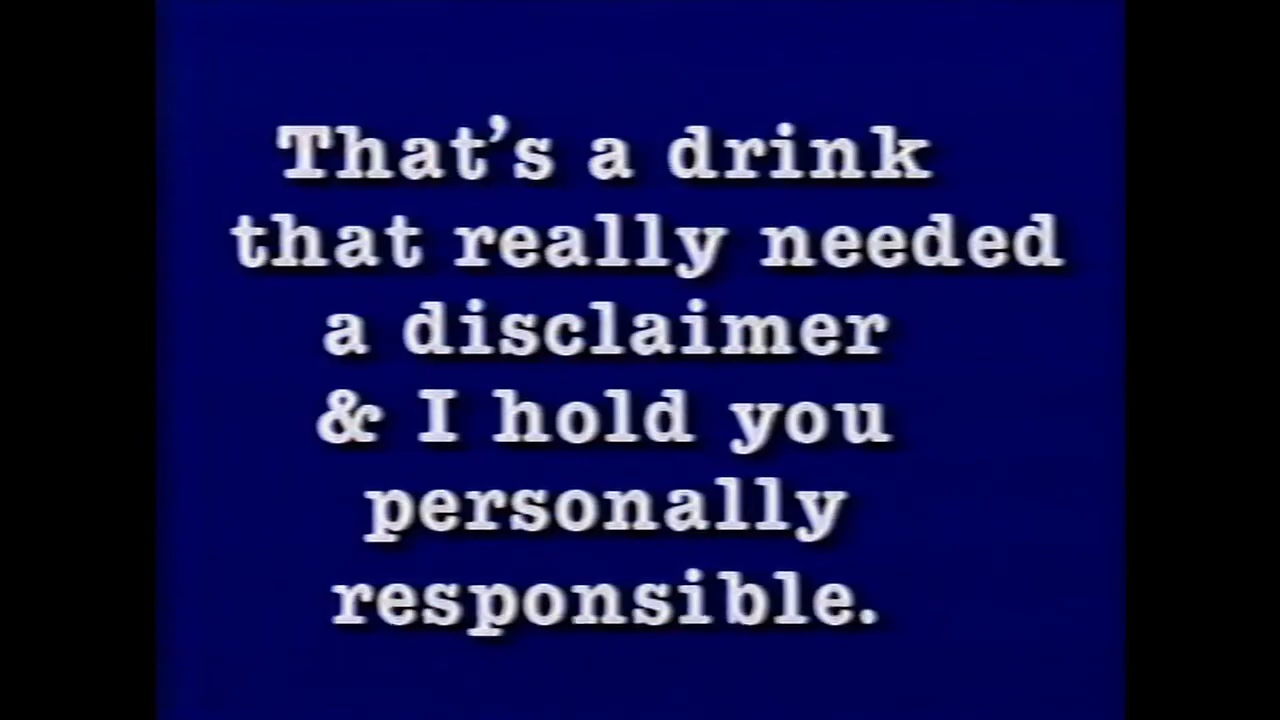 That's a drink
that really needed
a disclaimer
& I hold you
personally
responsible.